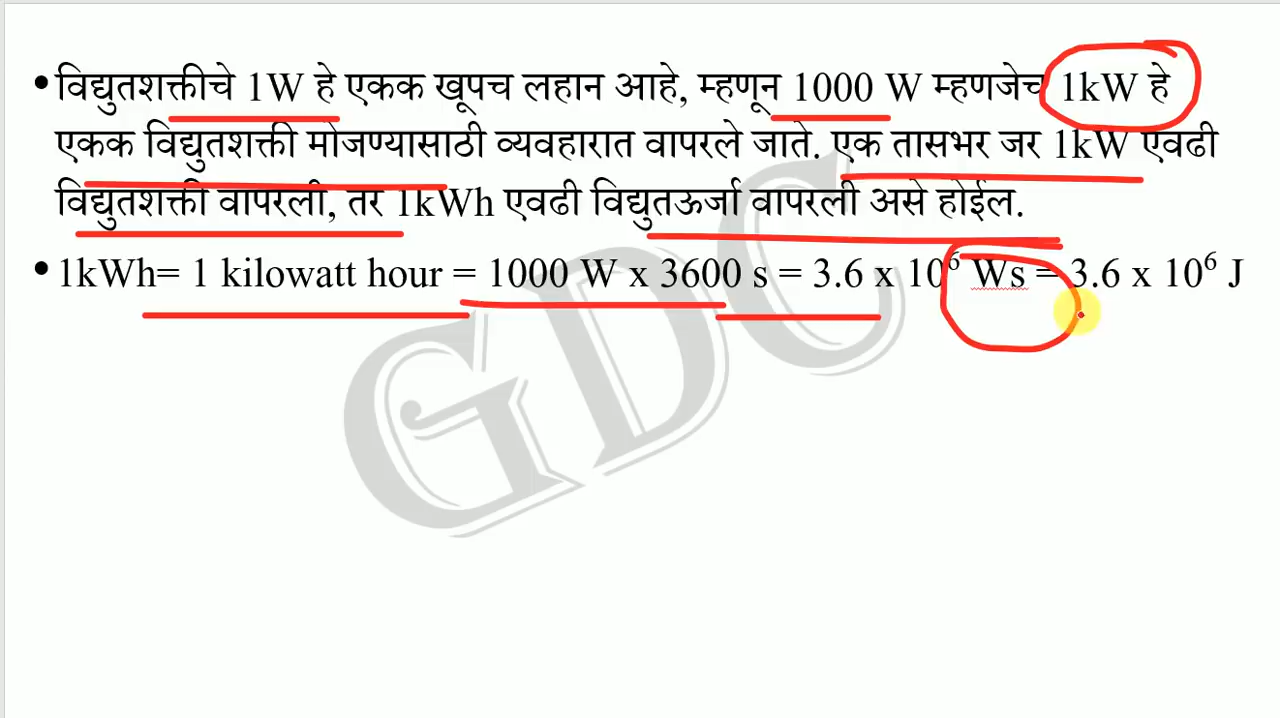 • विद्युतशक्तीचे 1W हे एकक खूपच लहान आहे, म्हणून 1000 W म्हणजेच 1kW हे
एकक विद्युतशक्ती मोजण्यासाठी व्यवहारात वापरले जाते. एक तासभर जर 1kW एवढी
विद्युतशक्ती वापरली, तर 1kWh एवढी विद्युतऊर्जा वापरली असे होईल.
• 1kWh= 1 kilowatt hour = 1000 W x 3600 s = 3.6 x 10⁶ Ws = 3.6 x 10⁶ J
GDC